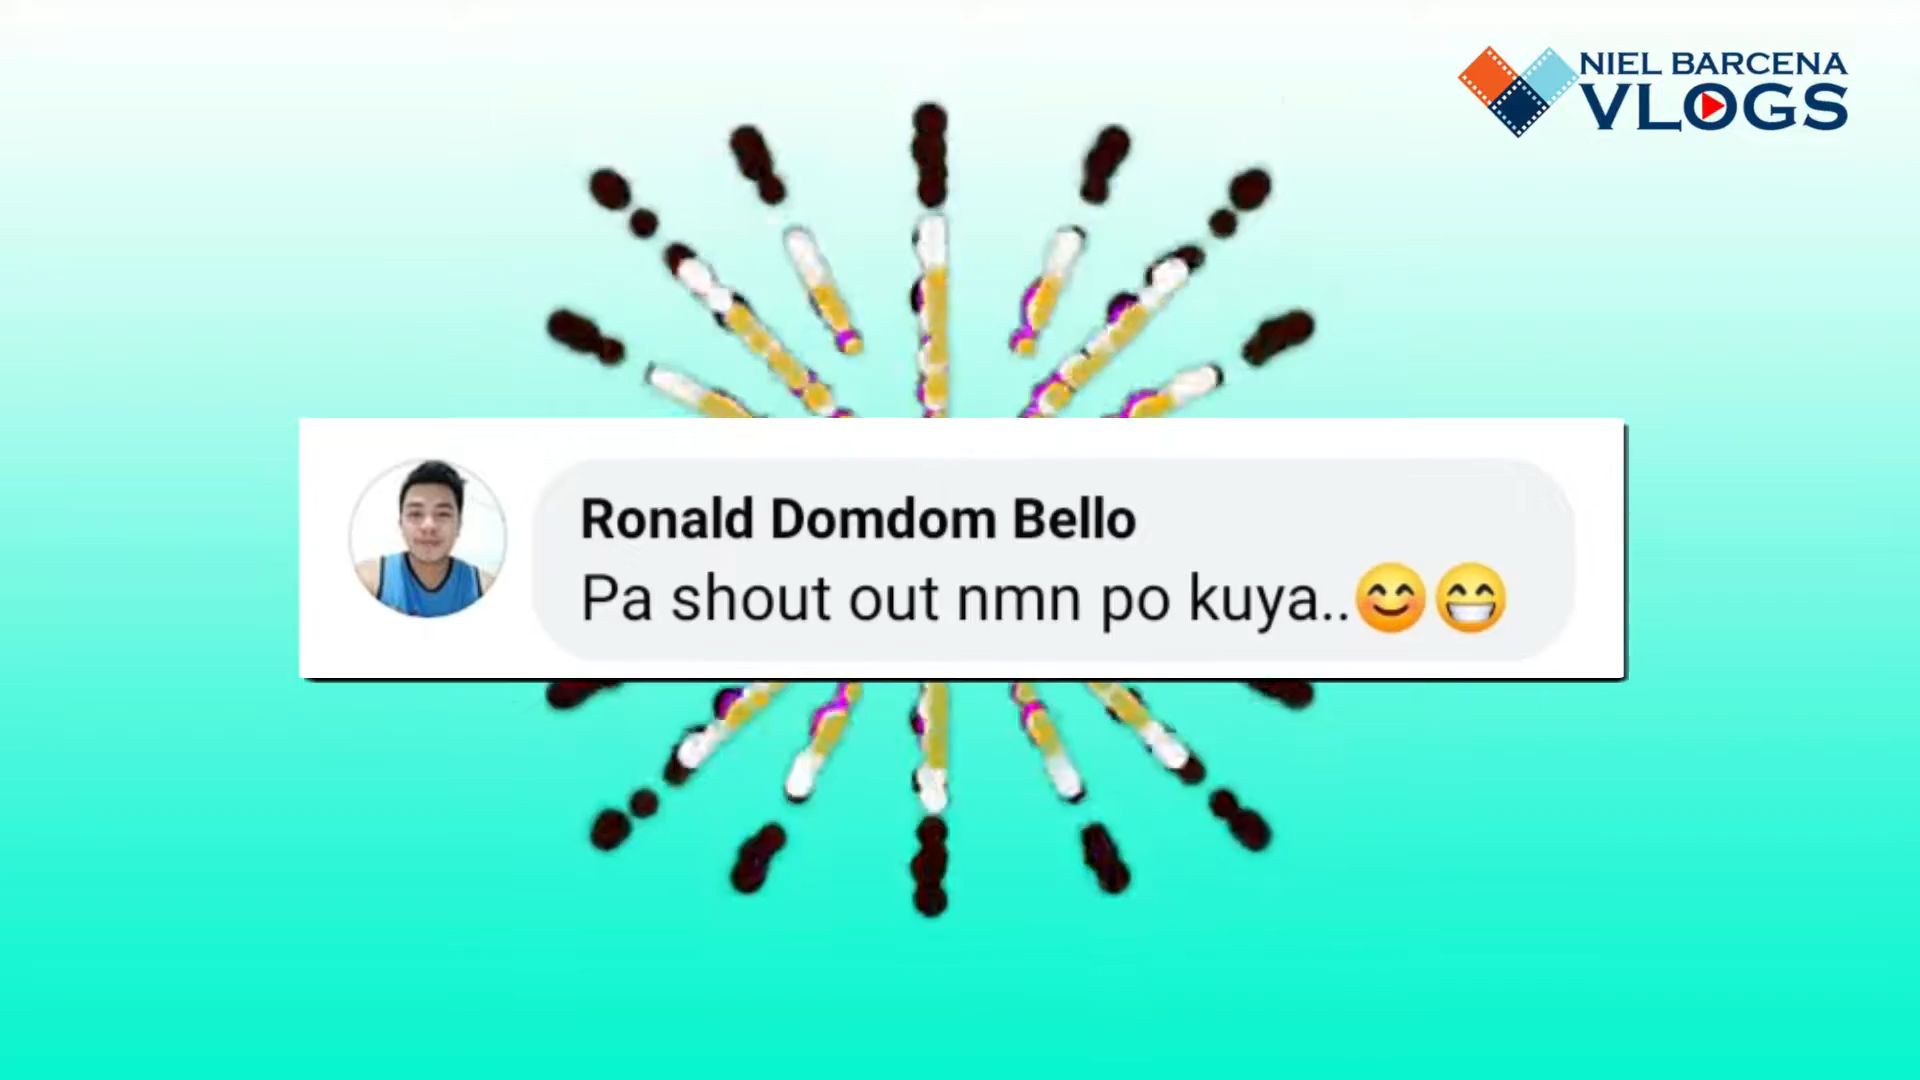 NIEL BARCENA
VLOGS
Ronald Domdom Bello
Pa shout out nmn po kuya..😊😁